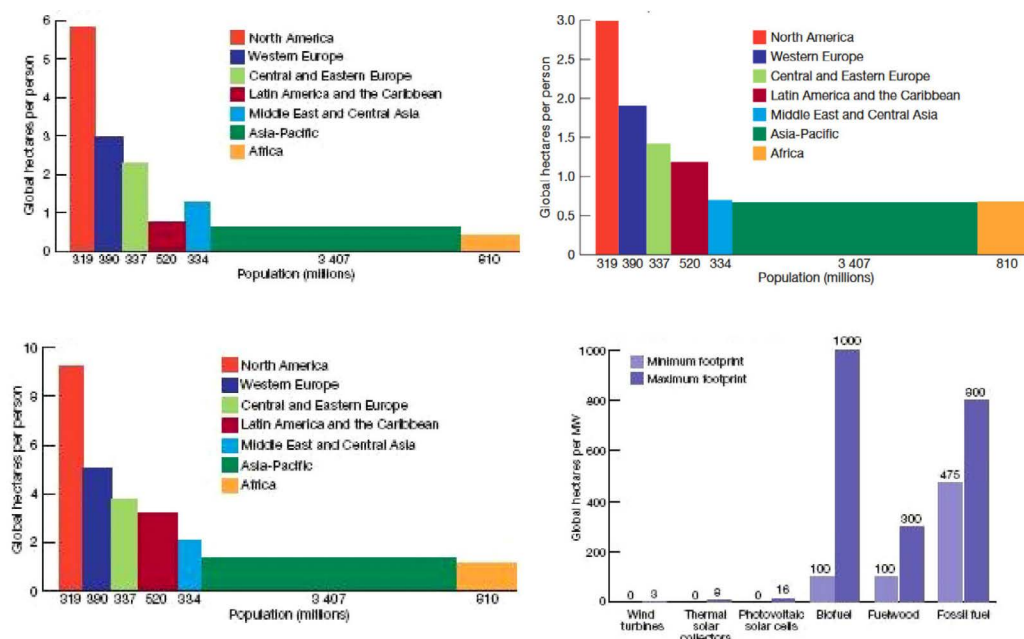 6
5
4
3
2
1
0
Global hectares per person
North America
Western Europe
Central and Eastern Europe
Latin America and the Caribbean
Middle East and Central Asia
Asia-Pacific
Africa
319 390 337 520 334 3 407 810
Population (millions)
3.0
2.5
2.0
1.5
1.0
0.5
0
Global hectares per person
North America
Western Europe
Central and Eastern Europe
Latin America and the Caribbean
Middle East and Central Asia
Asia-Pacific
Africa
319 390 337 520 334 3 407 810
Population (millions)
10
8
6
4
2
0
Global hectares per person
North America
Western Europe
Central and Eastern Europe
Latin America and the Caribbean
Middle East and Central Asia
Asia-Pacific
Africa
319 390 337 520 334 3 407 810
Population (millions)
1000
800
600
400
200
0
Global hectares per MW
Minimum footprint
Maximum footprint
1000
800
475
300
100 100
0 3 0 0 16
Wind turbines
Thermal solar collectors
Photovoltaic solar cells
Biofuel
Fuelwood
Fossil fuel